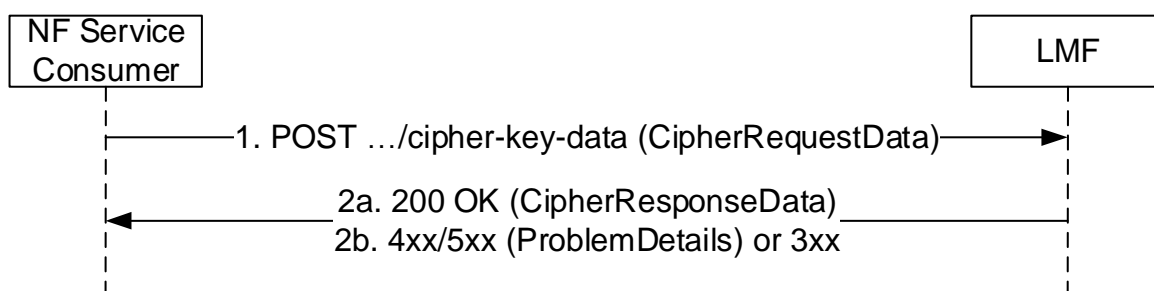 NF Service
Consumer
LMF
1. POST …/cipher-key-data (CipherRequestData)
2a. 200 OK (CipherResponseData)
2b. 4xx/5xx (ProblemDetails) or 3xx